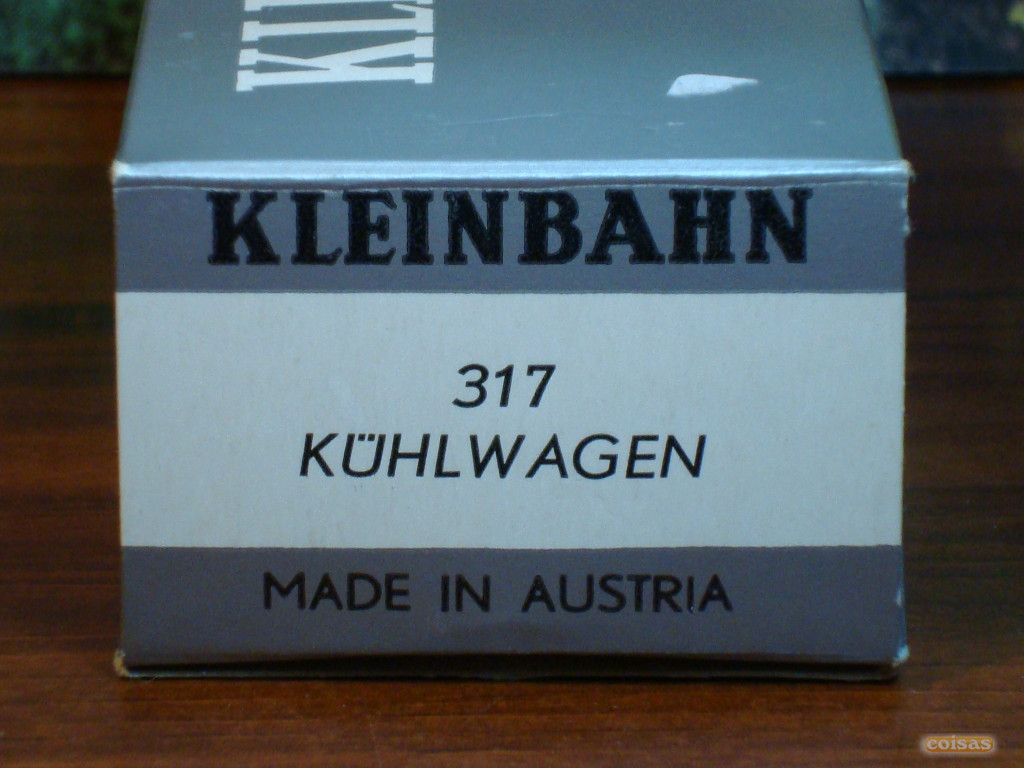 KLEINBAHN
317
KÜHLWAGEN
MADE IN AUSTRIA
coisas